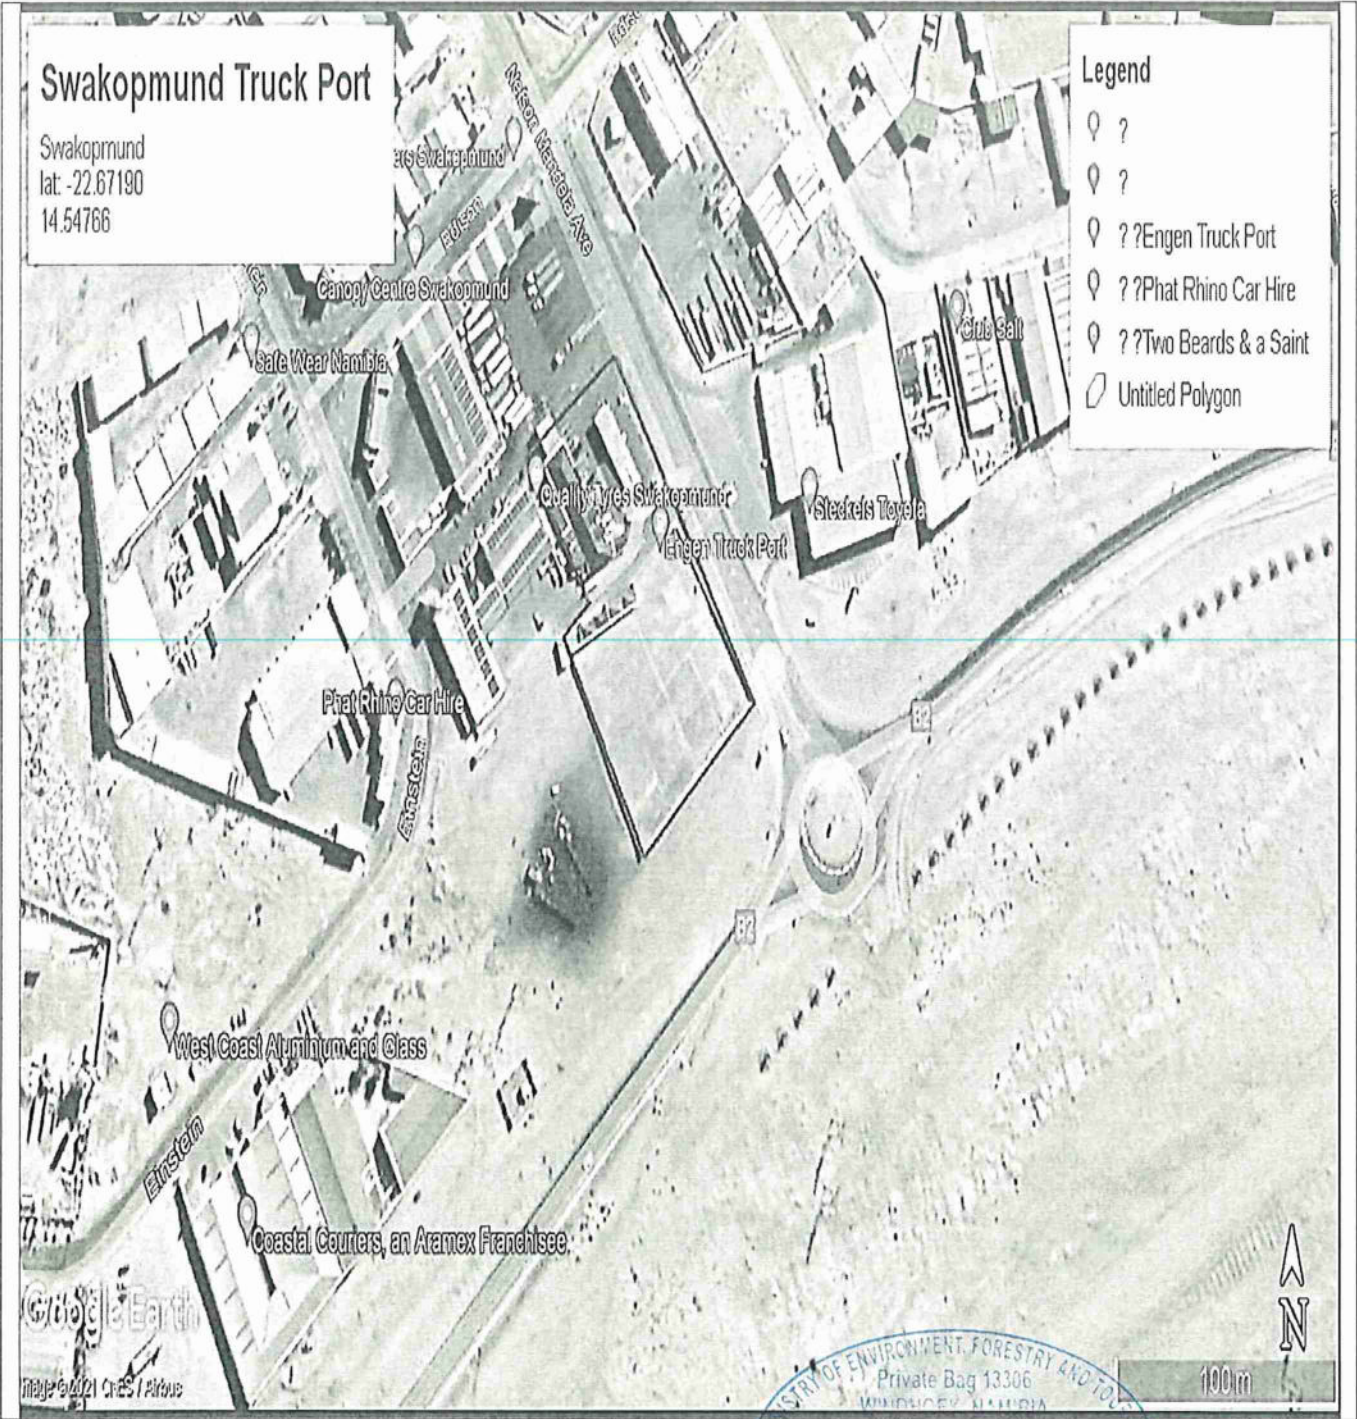 Swakopmund Truck Port
Swakopmund
lat: -22.67190
14.54766
Legend
?
?
? ?Engen Truck Port
? ?Phat Rhino Car Hire
? ?Two Beards & a Saint
Untitled Polygon
Nelson Mandela Ave
ers Swakopmund
Edison
Canopy Centre Swakopmund
Safe Wear Namibia
Club Salt
Quality Tyres Swakopmund
Steckels Toyota
Engen Truck Port
Phat Rhino Car Hire
B2
Einstein
B2
West Coast Aluminium and Glass
Einstein
Coastal Couriers, an Aramex Franchisee.
Google Earth
Image © 2021 CNES / Airbus
N
100 m
STRY OF ENVIRONMENT, FORESTRY AND TOU
Private Bag 13306
WINDHOEK, NAMIBIA